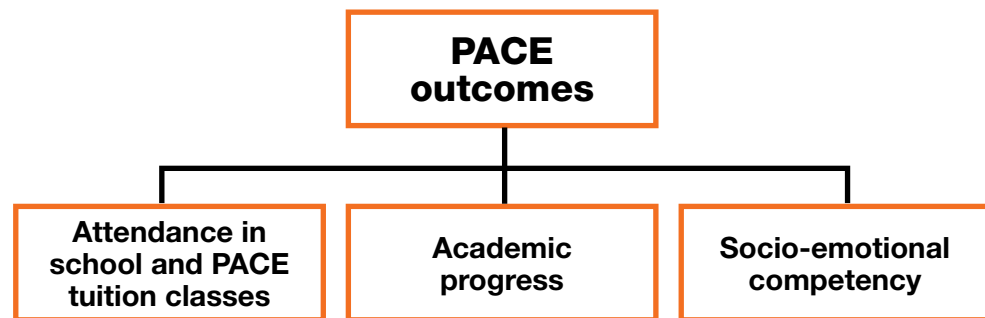 PACE
outcomes
Attendance in
school and PACE
tuition classes
Academic
progress
Socio-emotional
competency